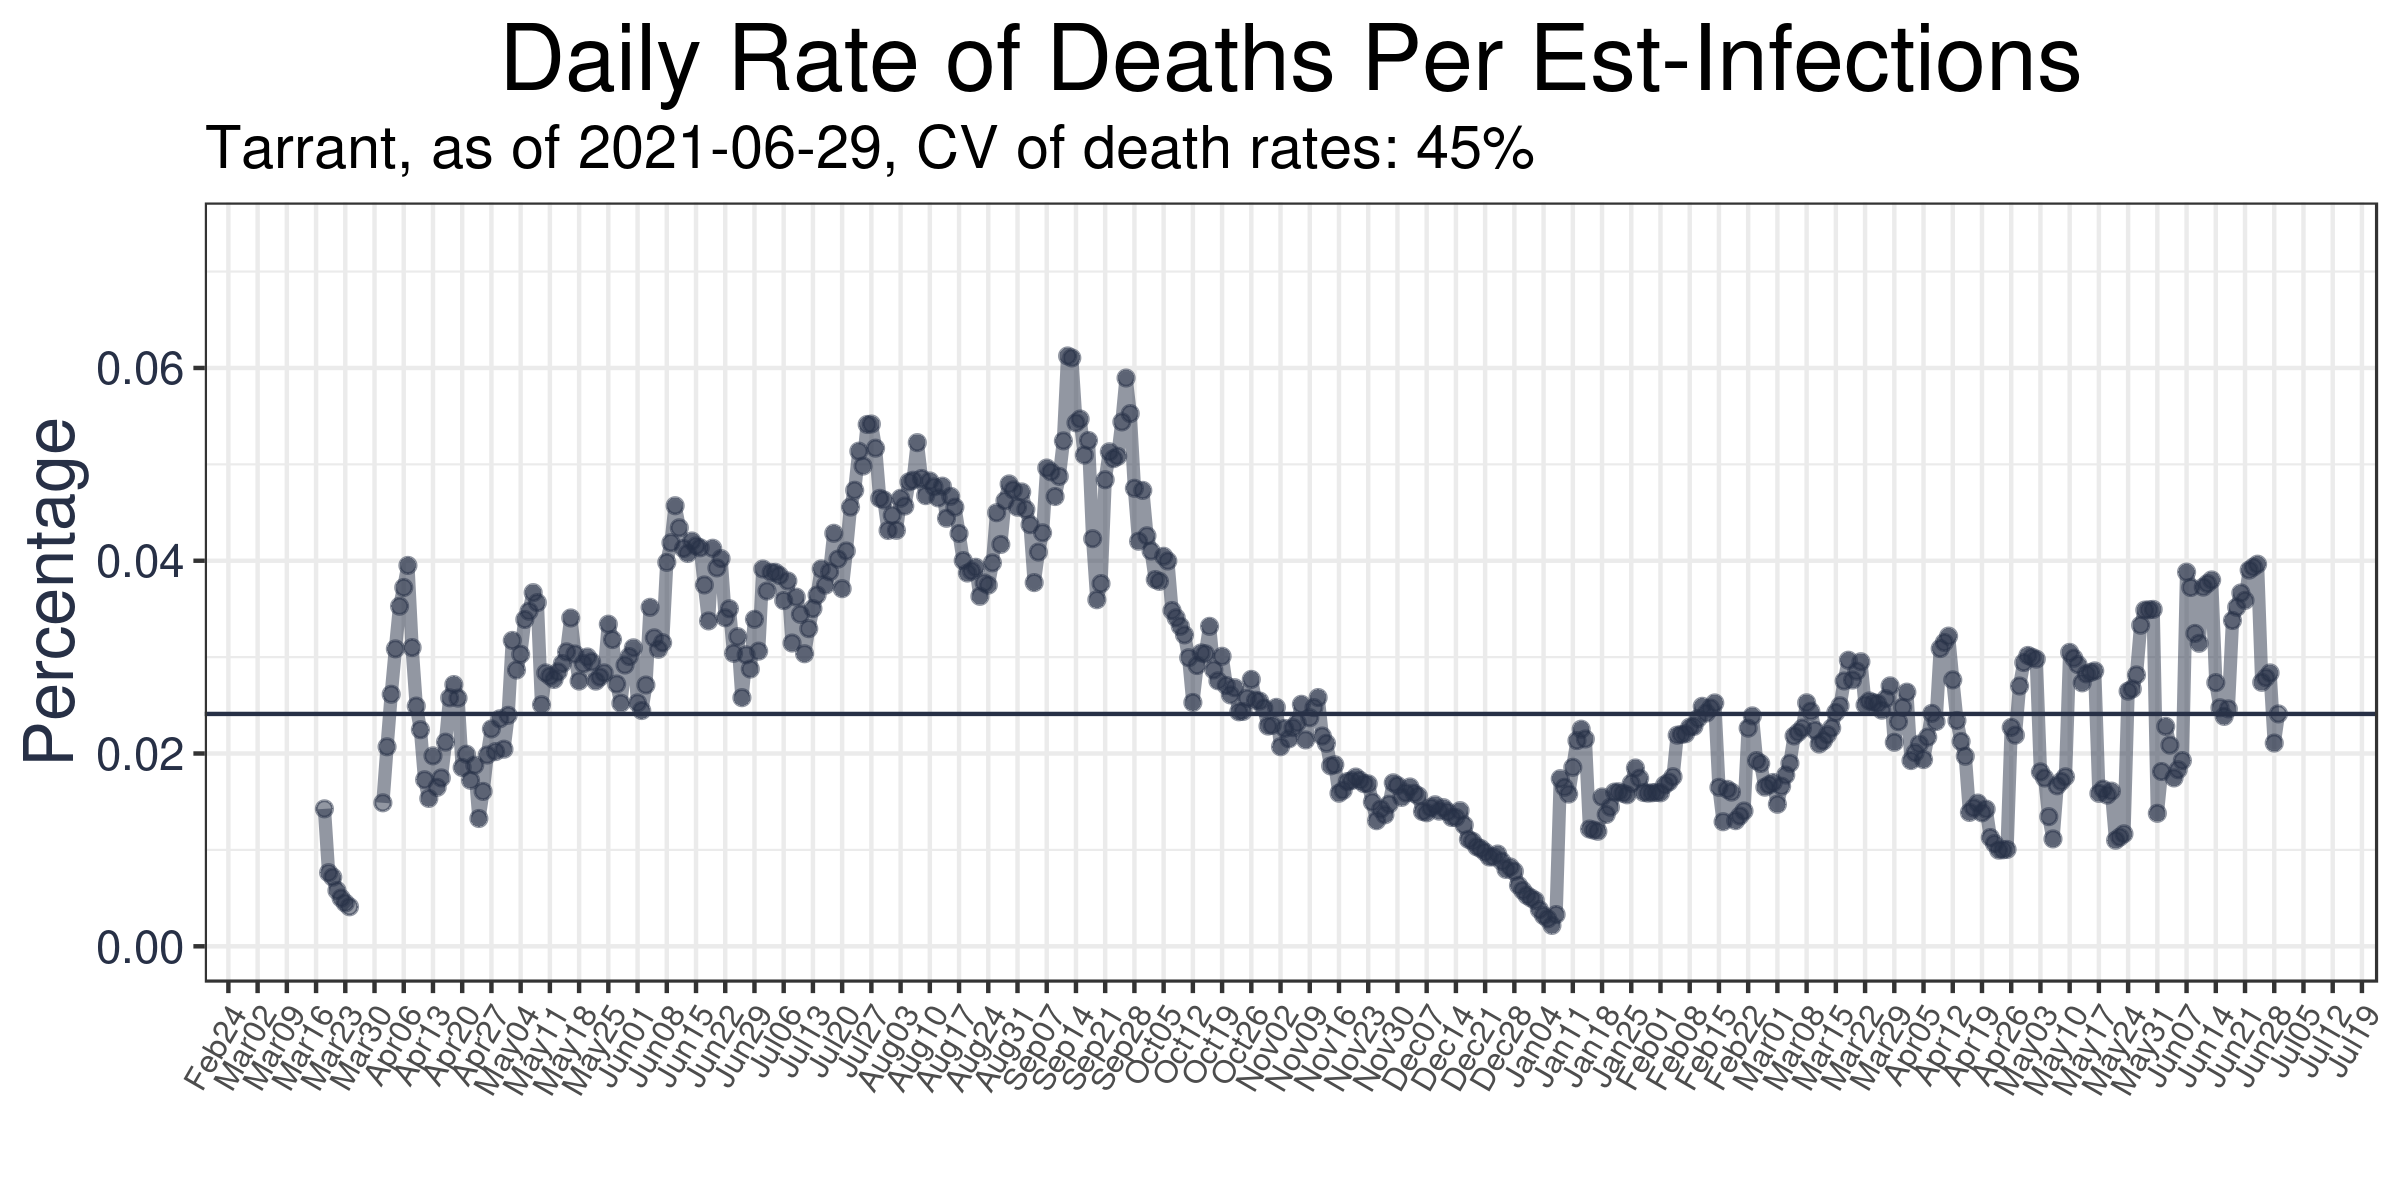 Daily Rate of Deaths Per Est-Infections
Tarrant, as of 2021-06-29, CV of death rates: 45%
Percentage
0.06
0.04
0.02
0.00
Feb24
Mar02
Mar09
Mar16
Mar23
Mar30
Apr06
Apr13
Apr20
Apr27
May04
May11
May18
May25
Jun01
Jun08
Jun15
Jun22
Jun29
Jul06
Jul13
Jul20
Jul27
Aug03
Aug10
Aug17
Aug24
Aug31
Sep07
Sep14
Sep21
Sep28
Oct05
Oct12
Oct19
Oct26
Nov02
Nov09
Nov16
Nov23
Nov30
Dec07
Dec14
Dec21
Dec28
Jan04
Jan11
Jan18
Jan25
Feb01
Feb08
Feb15
Feb22
Mar01
Mar08
Mar15
Mar22
Mar29
Apr05
Apr12
Apr19
Apr26
May03
May10
May17
May24
May31
Jun07
Jun14
Jun21
Jun28
Jul05
Jul12
Jul19